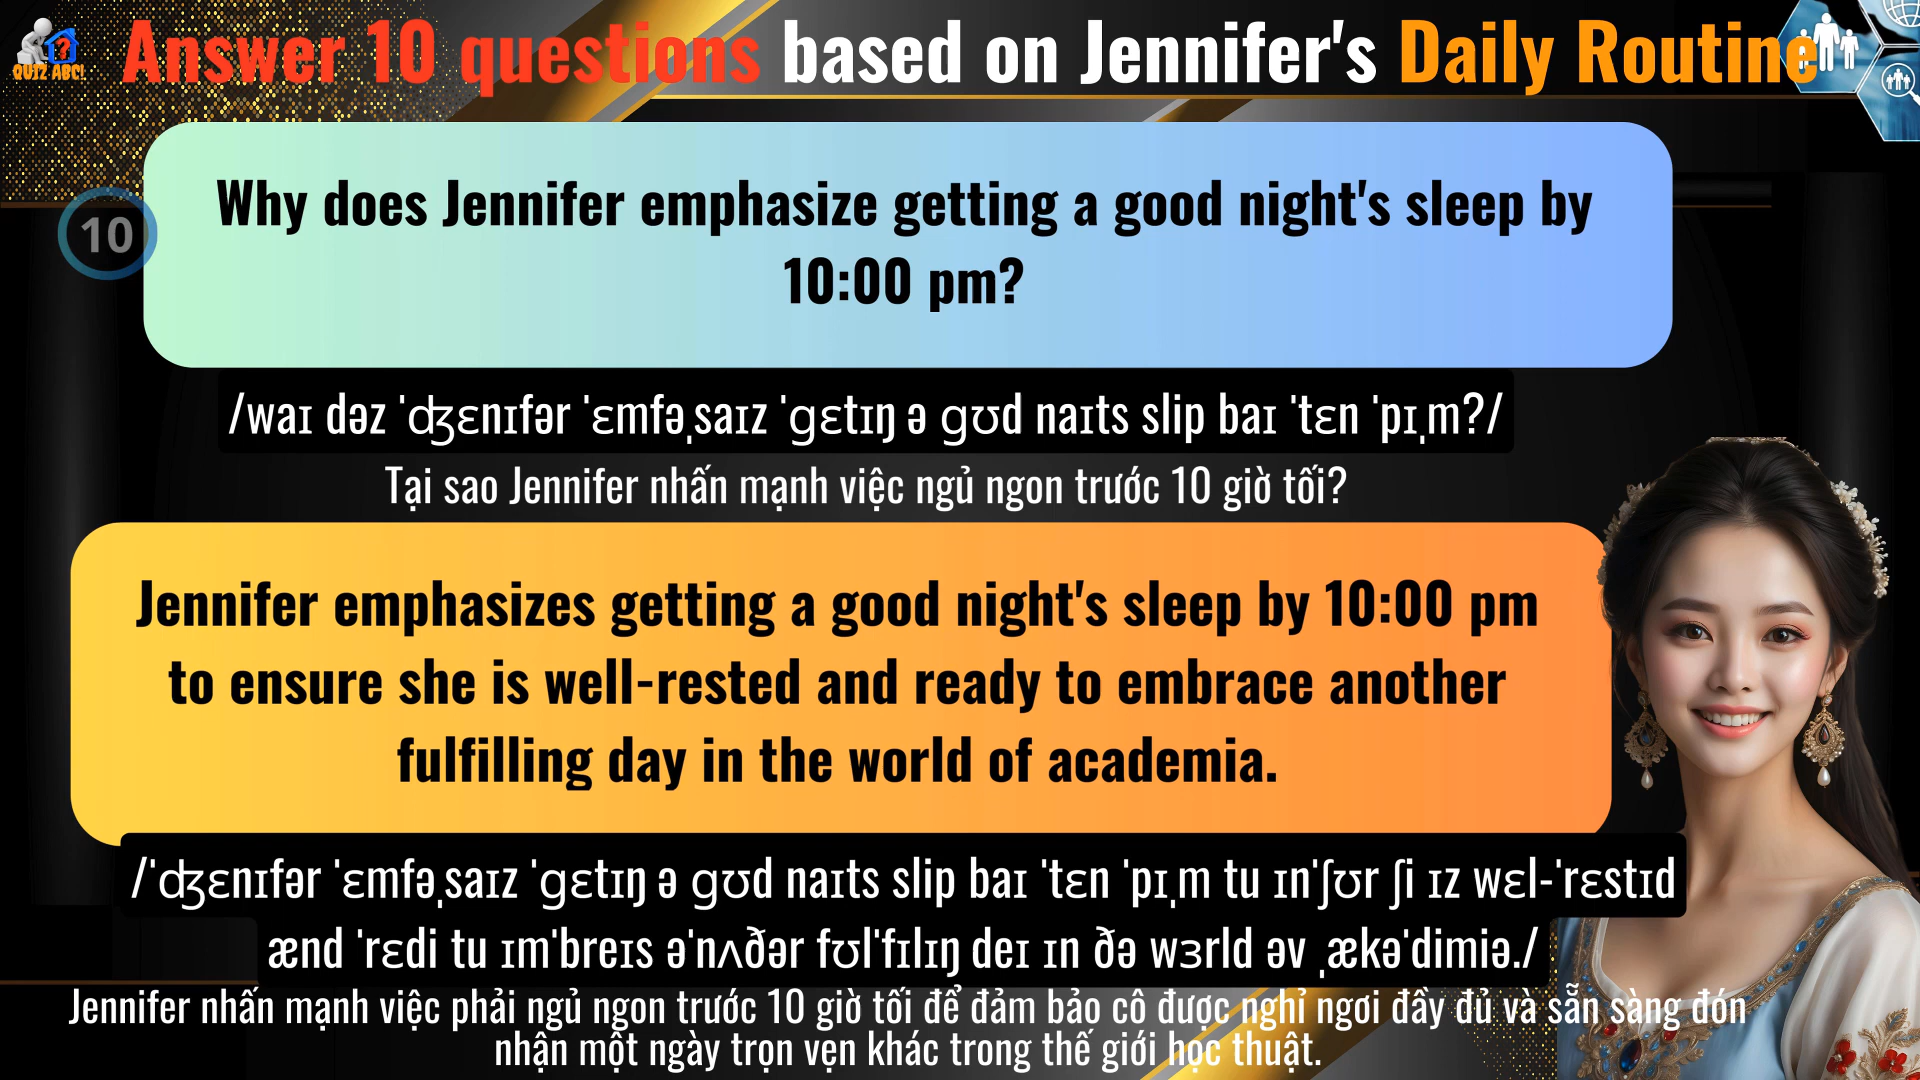 QUIZ ABC!
Answer 10 questions based on Jennifer's Daily Routine
10
Why does Jennifer emphasize getting a good night's sleep by
10:00 pm?
/waɪ dəz ˈʤɛnɪfər ˈɛmfəˌsaɪz ˈɡɛtɪŋ ə ɡʊd naɪts slip baɪ ˈtɛn ˈpɪˌm?/
Tại sao Jennifer nhấn mạnh việc ngủ ngon trước 10 giờ tối?
Jennifer emphasizes getting a good night's sleep by 10:00 pm
to ensure she is well-rested and ready to embrace another
fulfilling day in the world of academia.
/ˈʤɛnɪfər ˈɛmfəˌsaɪz ˈɡɛtɪŋ ə ɡʊd naɪts slip baɪ ˈtɛn ˈpɪˌm tu ɪnˈʃʊr ʃi ɪz wɛl-ˈrɛstɪd
ænd ˈrɛdi tu ɪmˈbreɪs əˈnʌðər fʊlˈfɪlɪŋ deɪ ɪn ðə wɜrld əv ˌækəˈdimiə./
Jennifer nhấn mạnh việc phải ngủ ngon trước 10 giờ tối để đảm bảo cô được nghỉ ngơi đầy đủ và sẵn sàng đón
nhận một ngày trọn vẹn khác trong thế giới học thuật.